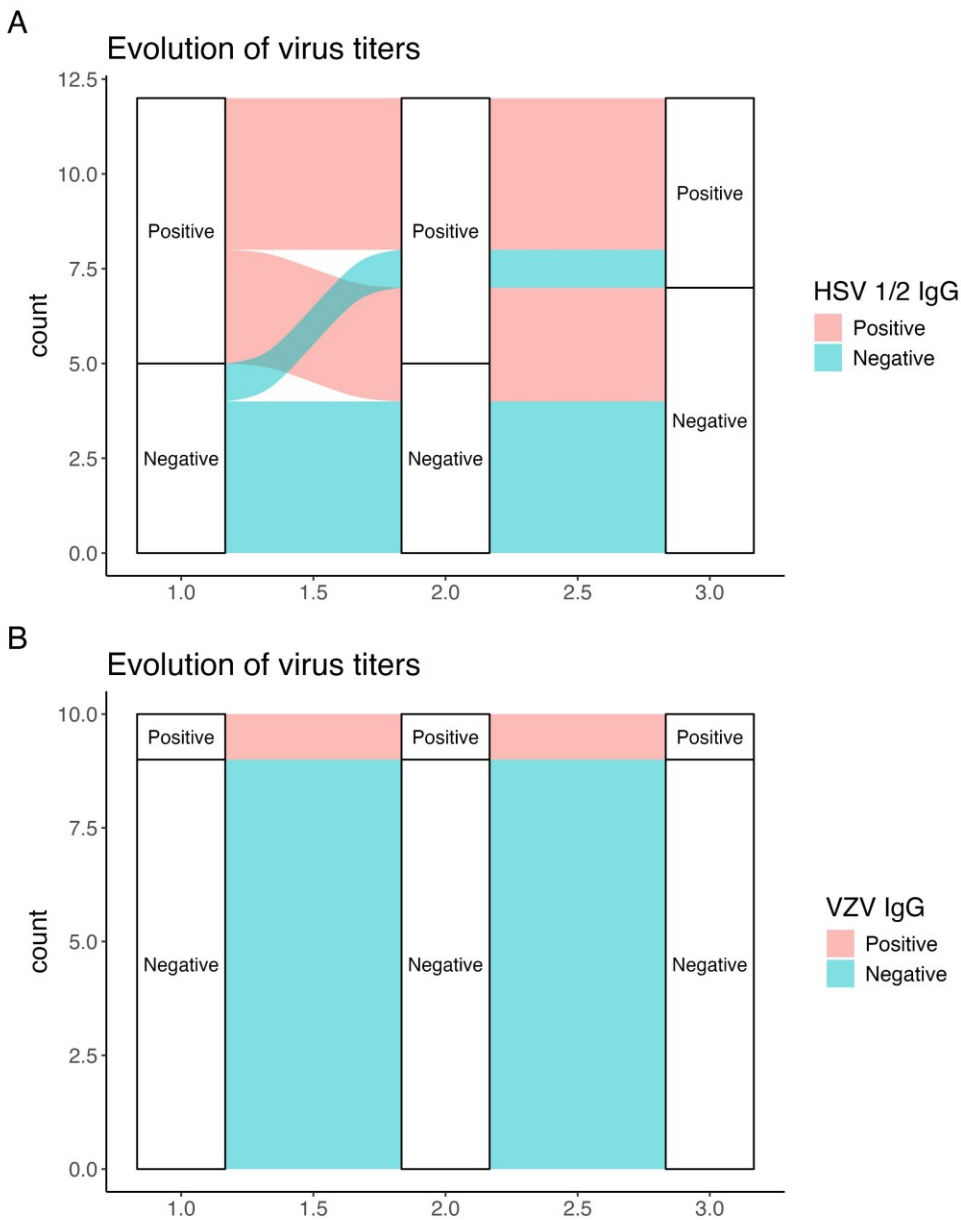 A
Evolution of virus titers
12.5
10.0
7.5
5.0
2.5
0.0
count
Positive
Positive
Positive
Negative
Negative
Negative
1.0 1.5 2.0 2.5 3.0
HSV 1/2 IgG
Positive
Negative
B
Evolution of virus titers
10.0
7.5
5.0
2.5
0.0
count
Positive Positive Positive
Negative Negative Negative
1.0 1.5 2.0 2.5 3.0
VZV IgG
Positive
Negative